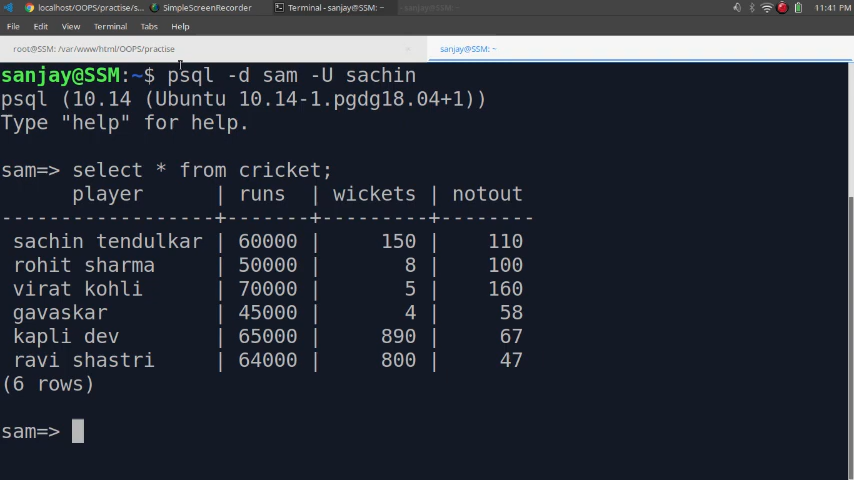 localhost/OOPS/practise/s... SimpleScreenRecorder Terminal - sanjay@SSM: ~ - sanjay@SSM: ~ 11:41 PM
File Edit View Terminal Tabs Help
root@SSM: /var/www/html/OOPS/practise × sanjay@SSM: ~
sanjay@SSM:~$ psql -d sam -U sachin
psql (10.14 (Ubuntu 10.14-1.pgdg18.04+1))
Type "help" for help.
sam=> select * from cricket;
player | runs | wickets | notout
------------------+-------+---------+--------
sachin tendulkar | 60000 | 150 | 110
rohit sharma | 50000 | 8 | 100
virat kohli | 70000 | 5 | 160
gavaskar | 45000 | 4 | 58
kapli dev | 65000 | 890 | 67
ravi shastri | 64000 | 800 | 47
(6 rows)
sam=>